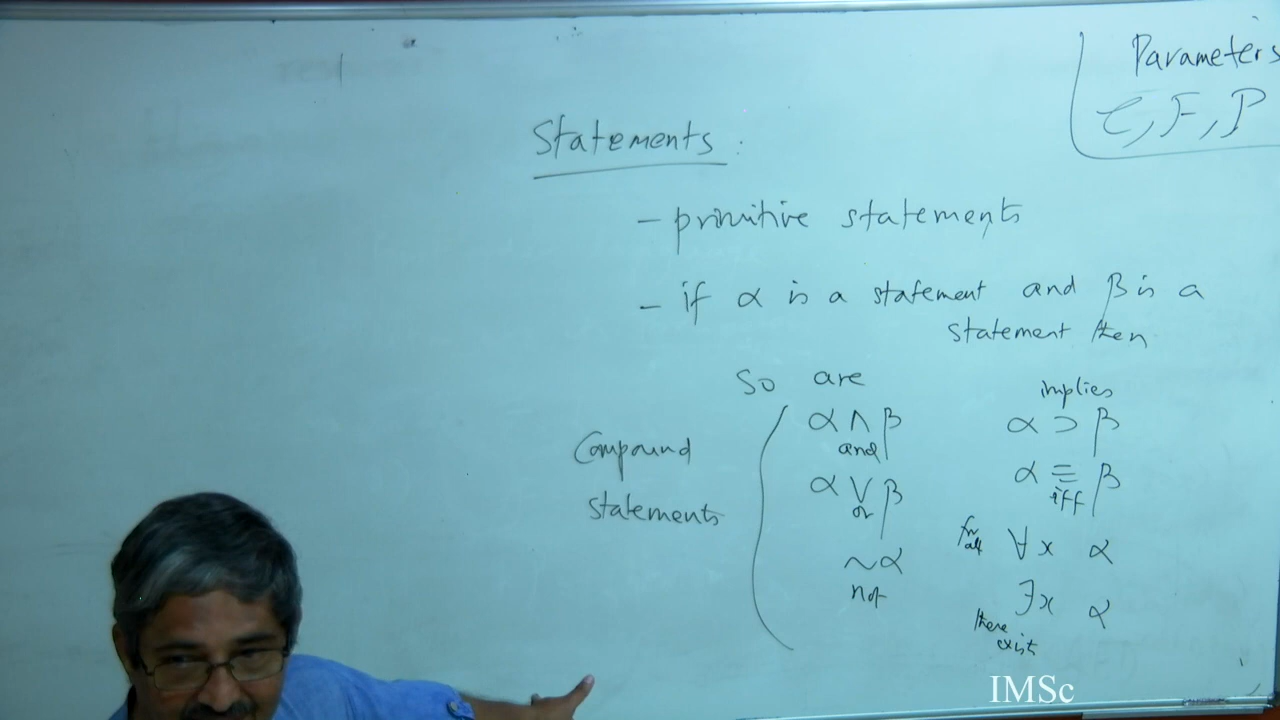 Parameters
C, F, P
Statements :
- primitive statements
- if α is a statement and β is a
statement then
so are
implies
α ∧ β α ⊃ β
and
Compound
α ≡ β
α ∨ β iff
statements or
for all ∀x α
~α
not ∃x α
there exists
IMSc